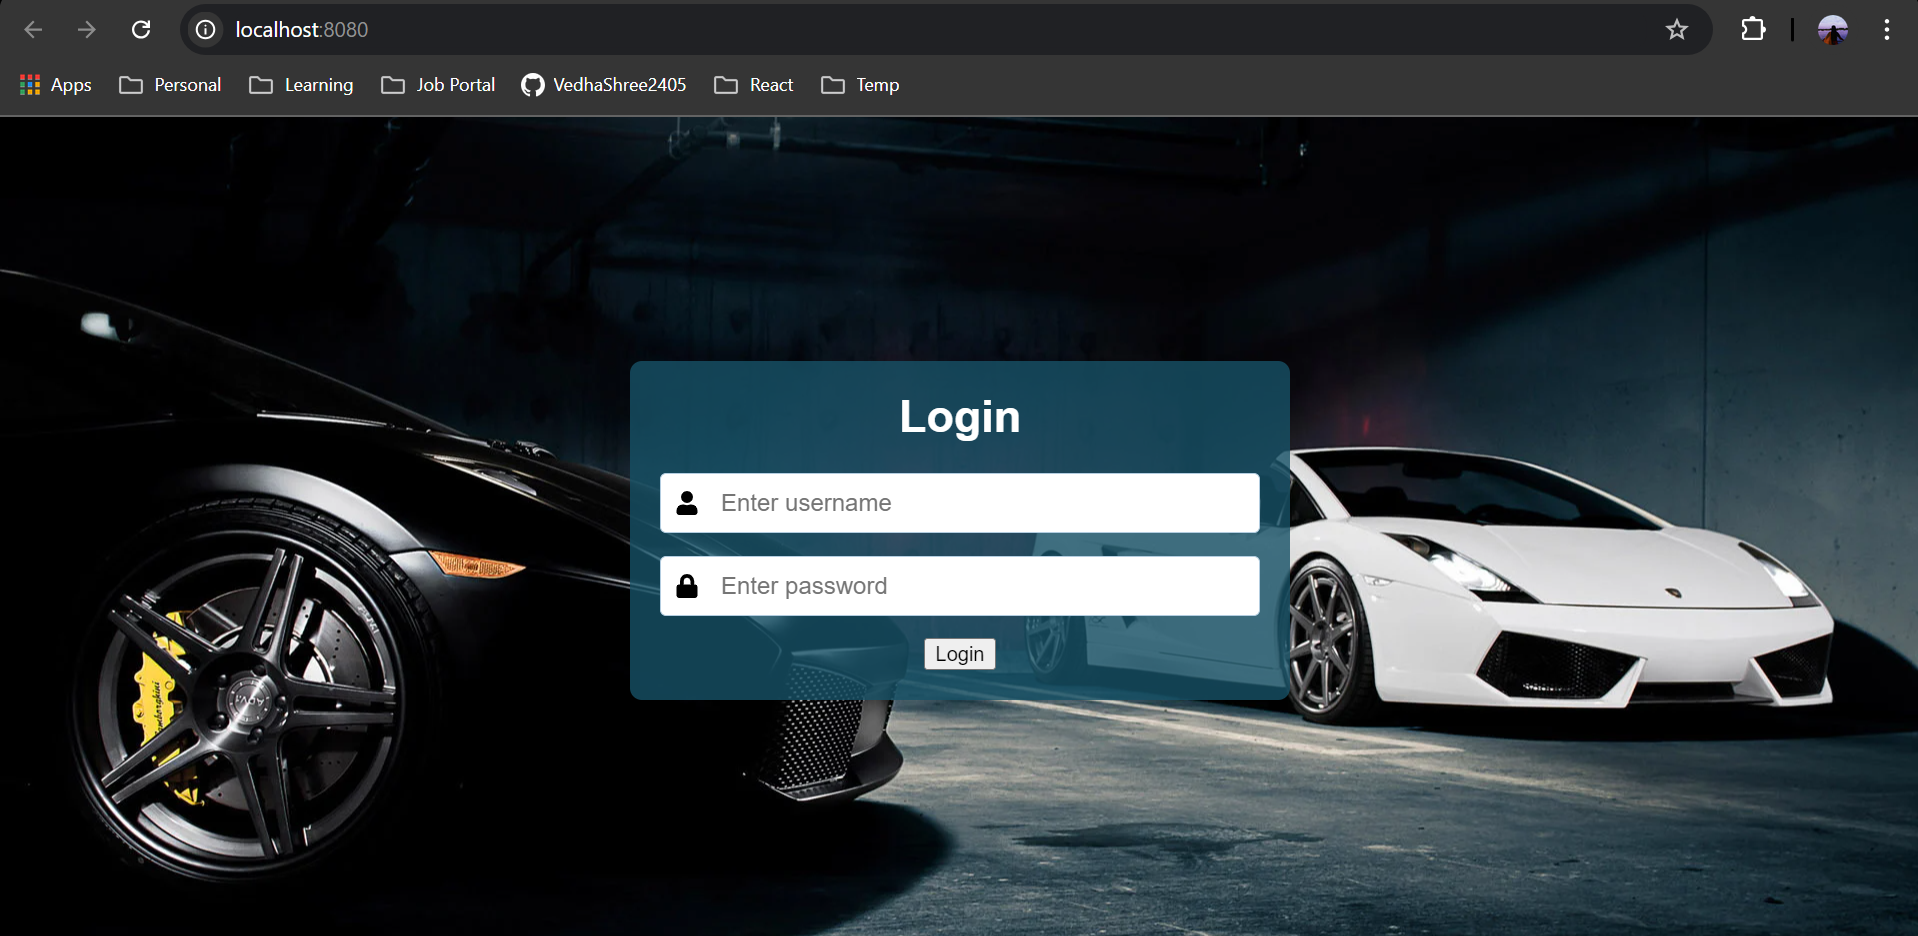 localhost:8080
Apps Personal Learning Job Portal VedhaShree2405 React Temp
Login
Enter username
Enter password
Login